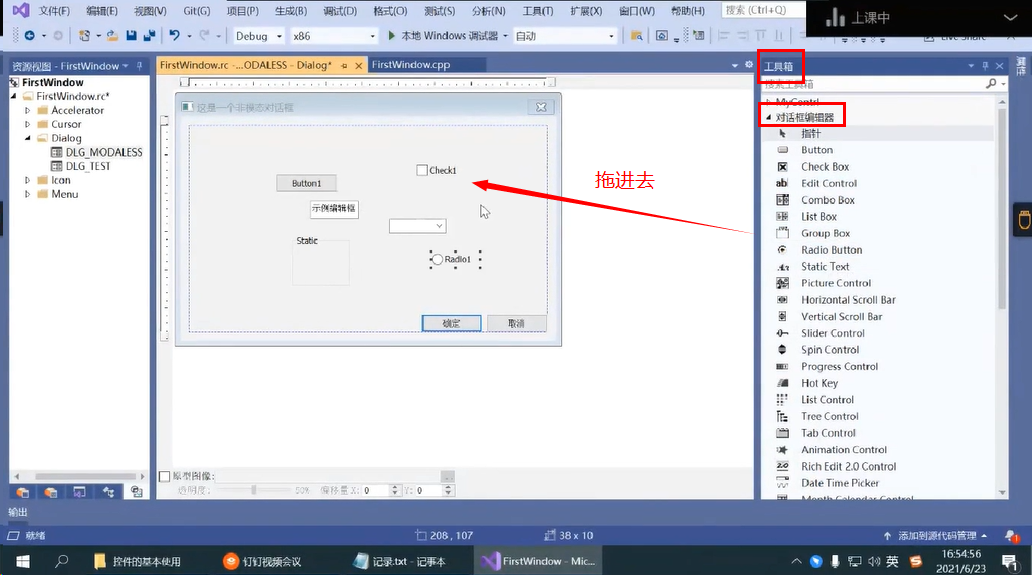 文件(F) 编辑(E) 视图(V) Git(G) 项目(P) 生成(B) 调试(D) 格式(O) 测试(S) 分析(N) 工具(T) 扩展(X) 窗口(W) 帮助(H) 搜索 (Ctrl+Q)
上课中
Debug x86 本地 Windows 调试器 自动
资源视图 - FirstWindow
FirstWindow.rc -...ODALESS - Dialog* FirstWindow.cpp
工具箱
搜索工具箱
FirstWindow
FirstWindow.rc*
Accelerator
Cursor
Dialog
DLG_MODALESS
DLG_TEST
Icon
Menu
这是一个非模态对话框
Button1
Check1
示例编辑框
Static
Radio1
确定
取消
拖进去
MyContrl
对话框编辑器
指针
Button
Check Box
Edit Control
Combo Box
List Box
Group Box
Radio Button
Static Text
Picture Control
Horizontal Scroll Bar
Vertical Scroll Bar
Slider Control
Spin Control
Progress Control
Hot Key
List Control
Tree Control
Tab Control
Animation Control
Rich Edit 2.0 Control
Date Time Picker
Month Calendar Control
原型图像:
透明度: 50% 偏移量 X: 0 Y: 0
输出
就绪
208, 107
38 x 10
添加到源代码管理
控件的基本使用
钉钉视频会议
记录.txt - 记事本
FirstWindow - Mic...
英
16:54:56
2021/6/23